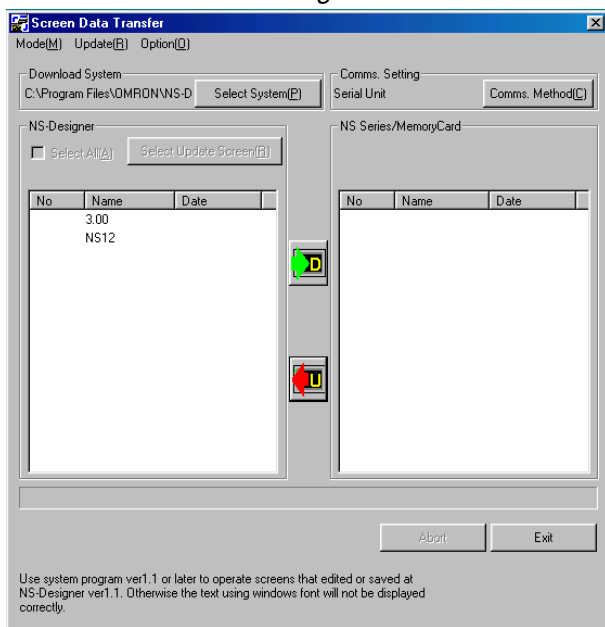 Screen Data Transfer
Mode(M) Update(R) Option(O)
Download System
C:\Program Files\OMRON\NS-D Select System(P)
Comms. Setting
Serial Unit Comms. Method(C)
NS-Designer
Select All(A) Select Update Screen(R)
NS Series/MemoryCard
No Name Date
3.00
NS12
No Name Date
D
U
Abort Exit
Use system program ver1.1 or later to operate screens that edited or saved at
NS-Designer ver1.1. Otherwise the text using windows font will not be displayed
correctly.